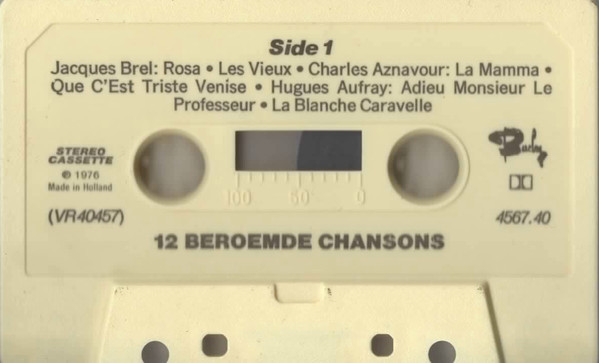 Side 1
Jacques Brel: Rosa • Les Vieux • Charles Aznavour: La Mamma •
Que C'Est Triste Venise • Hugues Aufray: Adieu Monsieur Le
Professeur • La Blanche Caravelle
STEREO
CASSETTE
℗ 1976
Made in Holland
Barclay
100 50 0
(VR40457)
4567.40
12 BEROEMDE CHANSONS